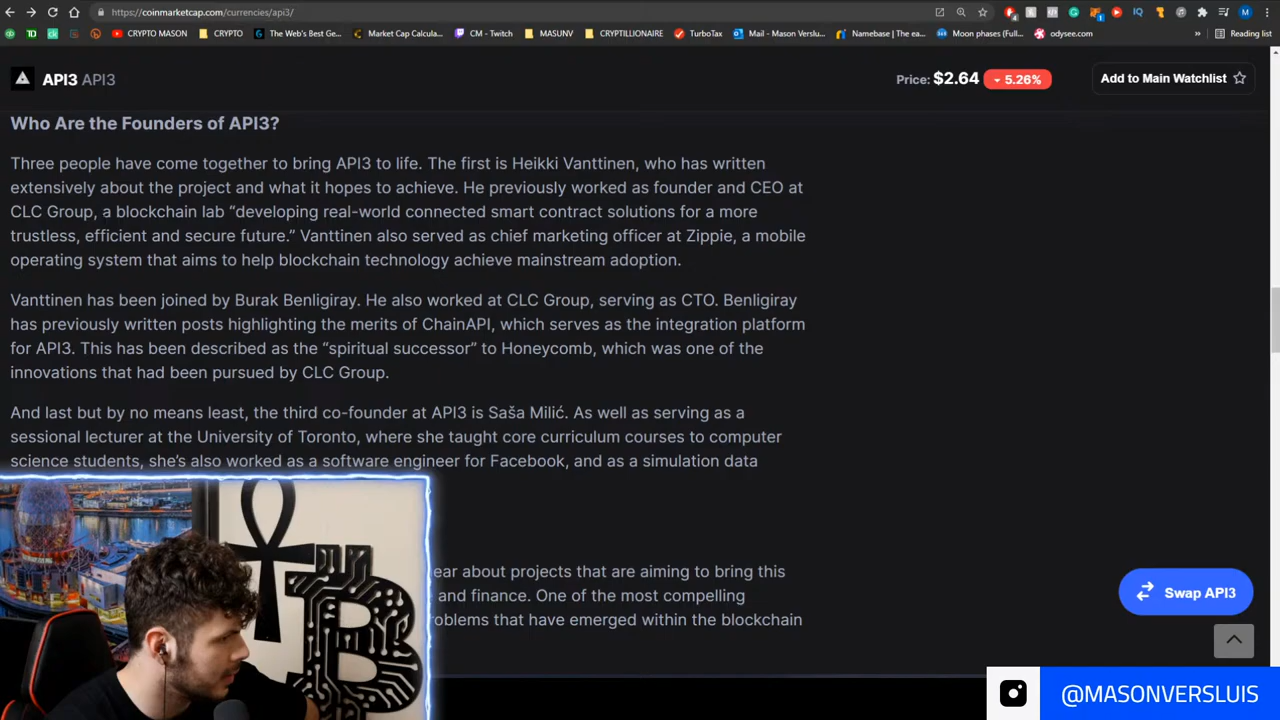 https://coinmarketcap.com/currencies/api3/
CRYPTO MASON CRYPTO The Web's Best Ge... Market Cap Calcula... CM - Twitch MASUNV CRYPTILLIONAIRE TurboTax Mail - Mason Verslu... Namebase | The ea... Moon phases (Full,... odysee.com » Reading list
API3 API3 Price: $2.64 5.26% Add to Main Watchlist
Who Are the Founders of API3?
Three people have come together to bring API3 to life. The first is Heikki Vanttinen, who has written
extensively about the project and what it hopes to achieve. He previously worked as founder and CEO at
CLC Group, a blockchain lab “developing real-world connected smart contract solutions for a more
trustless, efficient and secure future.” Vanttinen also served as chief marketing officer at Zippie, a mobile
operating system that aims to help blockchain technology achieve mainstream adoption.
Vanttinen has been joined by Burak Benligiray. He also worked at CLC Group, serving as CTO. Benligiray
has previously written posts highlighting the merits of ChainAPI, which serves as the integration platform
for API3. This has been described as the “spiritual successor” to Honeycomb, which was one of the
innovations that had been pursued by CLC Group.
And last but by no means least, the third co-founder at API3 is Saša Milić. As well as serving as a
sessional lecturer at the University of Toronto, where she taught core curriculum courses to computer
science students, she’s also worked as a software engineer for Facebook, and as a simulation data
ear about projects that are aiming to bring this
and finance. One of the most compelling
Swap API3
oblems that have emerged within the blockchain
@MASONVERSLUIS